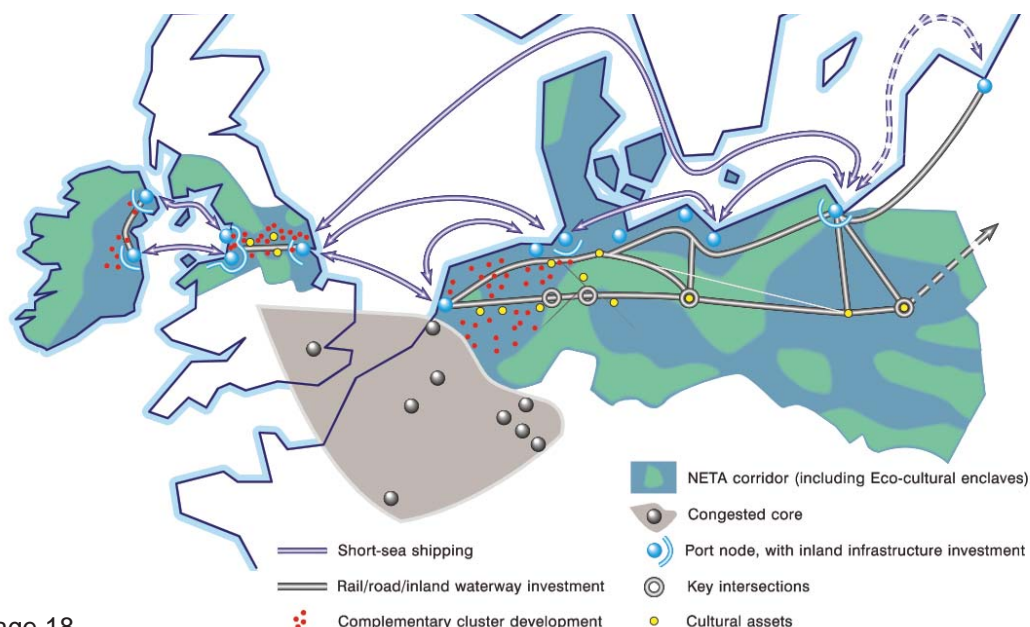 NETA corridor (including Eco-cultural enclaves)
Congested core
Short-sea shipping
Port node, with inland infrastructure investment
Rail/road/inland waterway investment
Key intersections
Complementary cluster development
Cultural assets
18